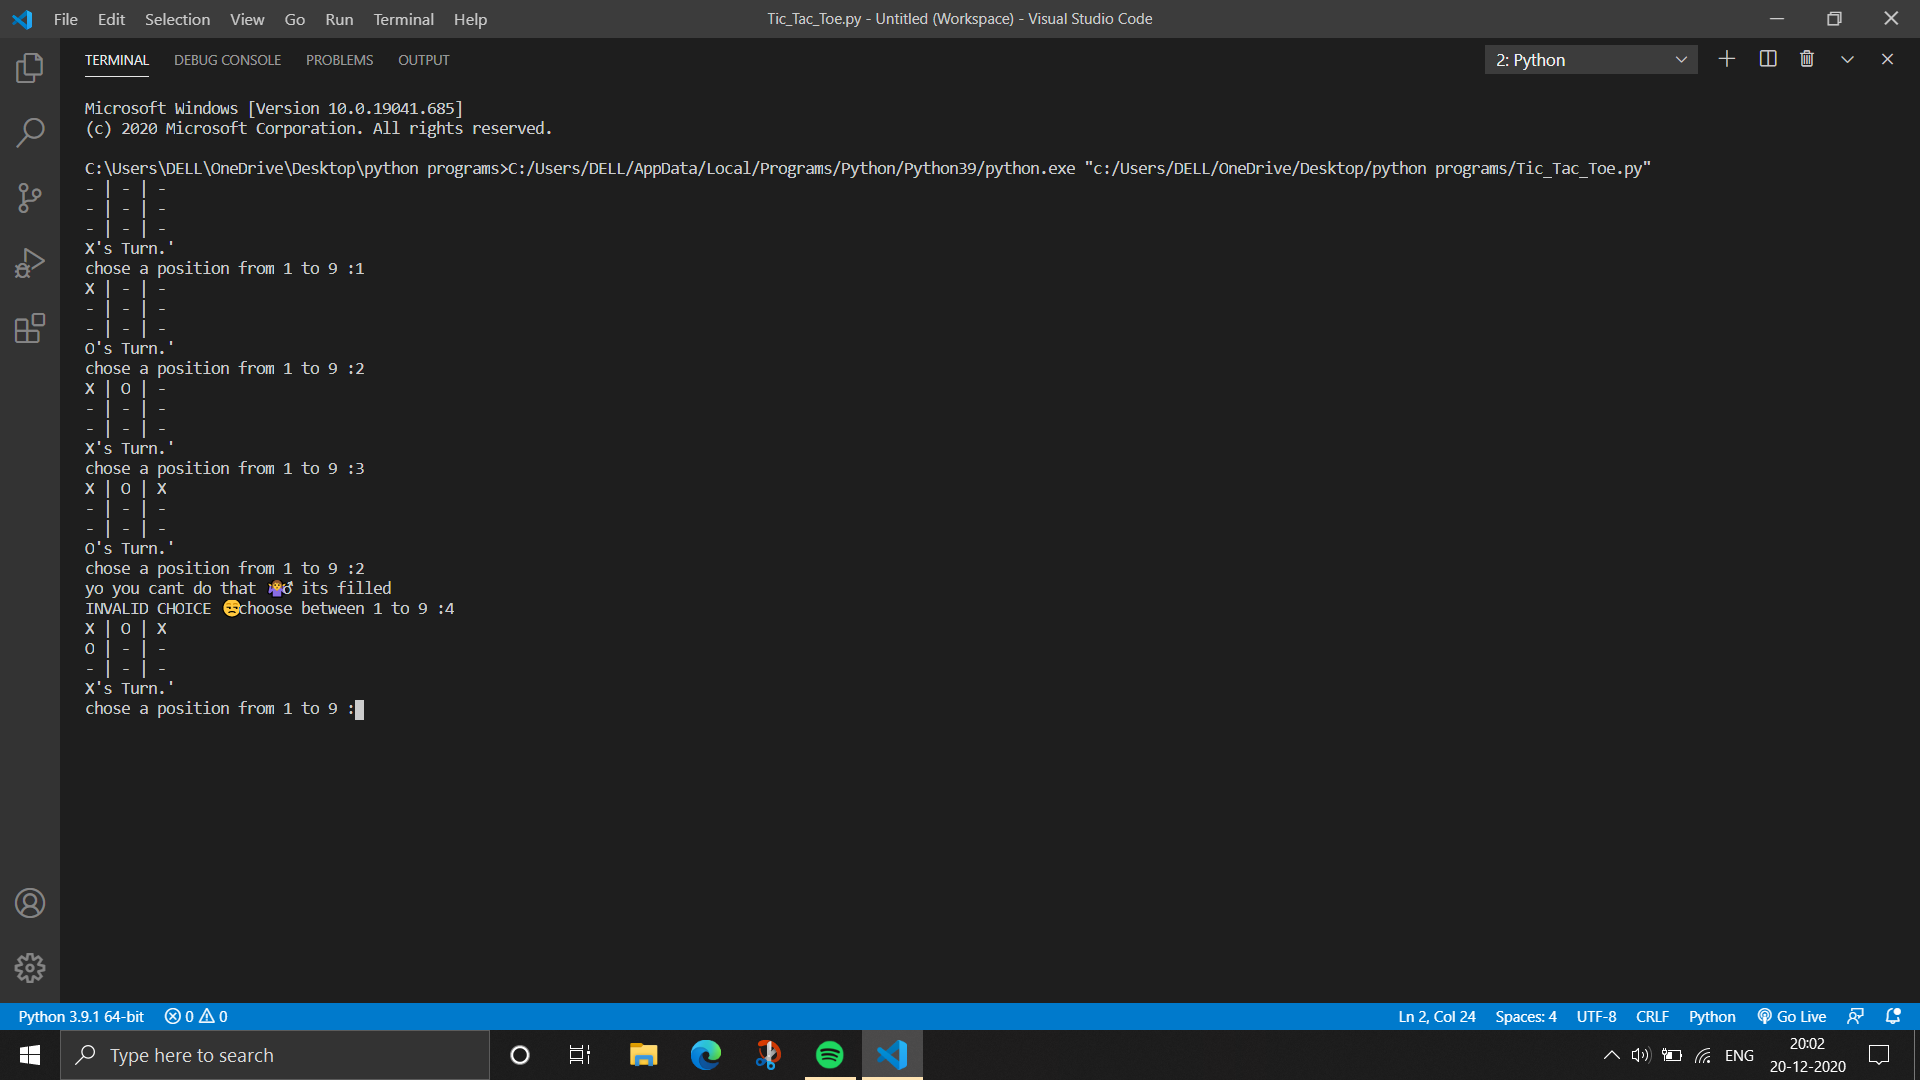 File Edit Selection View Go Run Terminal Help Tic_Tac_Toe.py - Untitled (Workspace) - Visual Studio Code
TERMINAL DEBUG CONSOLE PROBLEMS OUTPUT 2: Python
Microsoft Windows [Version 10.0.19041.685]
(c) 2020 Microsoft Corporation. All rights reserved.
C:\Users\DELL\OneDrive\Desktop\python programs>C:/Users/DELL/AppData/Local/Programs/Python/Python39/python.exe "c:/Users/DELL/OneDrive/Desktop/python programs/Tic_Tac_Toe.py"
- | - | -
- | - | -
- | - | -
X's Turn.'
chose a position from 1 to 9 :1
X | - | -
- | - | -
- | - | -
O's Turn.'
chose a position from 1 to 9 :2
X | O | -
- | - | -
- | - | -
X's Turn.'
chose a position from 1 to 9 :3
X | O | X
- | - | -
- | - | -
O's Turn.'
chose a position from 1 to 9 :2
yo you cant do that 🤷‍♂ its filled
INVALID CHOICE 😒choose between 1 to 9 :4
X | O | X
O | - | -
- | - | -
X's Turn.'
chose a position from 1 to 9 :
Python 3.9.1 64-bit 0 0 Ln 2, Col 24 Spaces: 4 UTF-8 CRLF Python Go Live
Type here to search ENG 20:02
20-12-2020